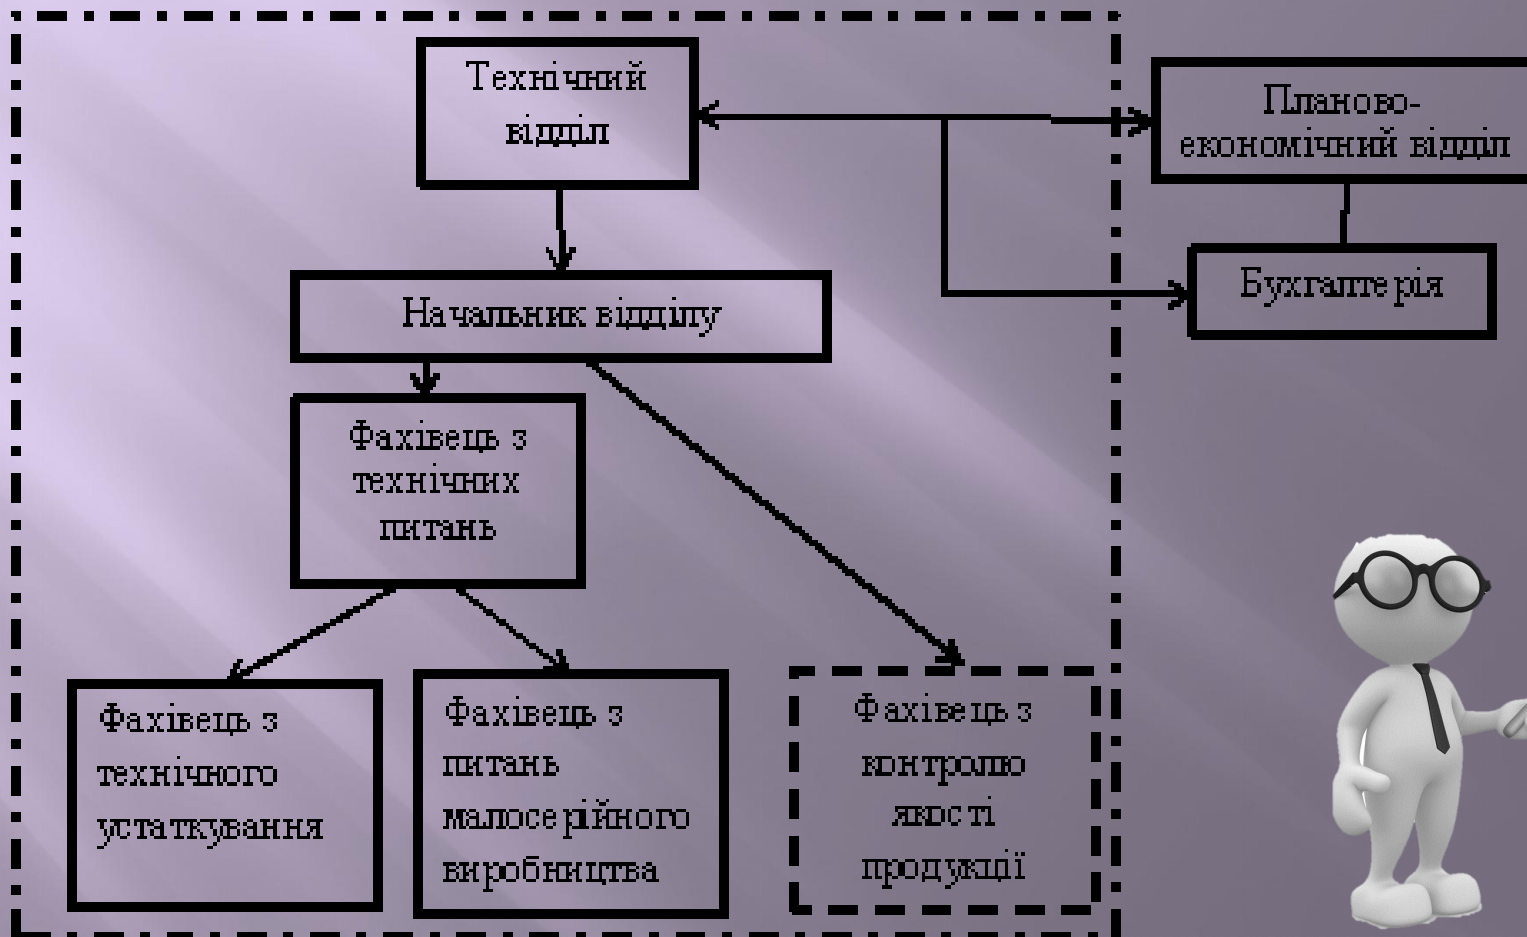 Технічний
відділ
Планово-
економічний відділ
Бухгалтерія
Начальник відділу
Фахівець з
технічних
питань
Фахівець з
технічного
устаткування
Фахівець з
питань
малосерійного
виробництва
Фахівець з
контролю
якості
продукції